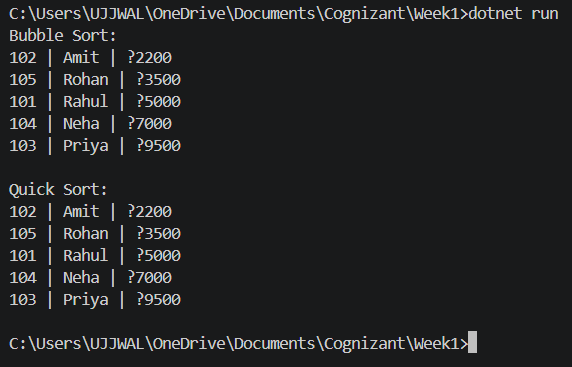 C:\Users\UJJWAL\OneDrive\Documents\Cognizant\Week1>dotnet run
Bubble Sort:
102 | Amit | ?2200
105 | Rohan | ?3500
101 | Rahul | ?5000
104 | Neha | ?7000
103 | Priya | ?9500

Quick Sort:
102 | Amit | ?2200
105 | Rohan | ?3500
101 | Rahul | ?5000
104 | Neha | ?7000
103 | Priya | ?9500

C:\Users\UJJWAL\OneDrive\Documents\Cognizant\Week1>